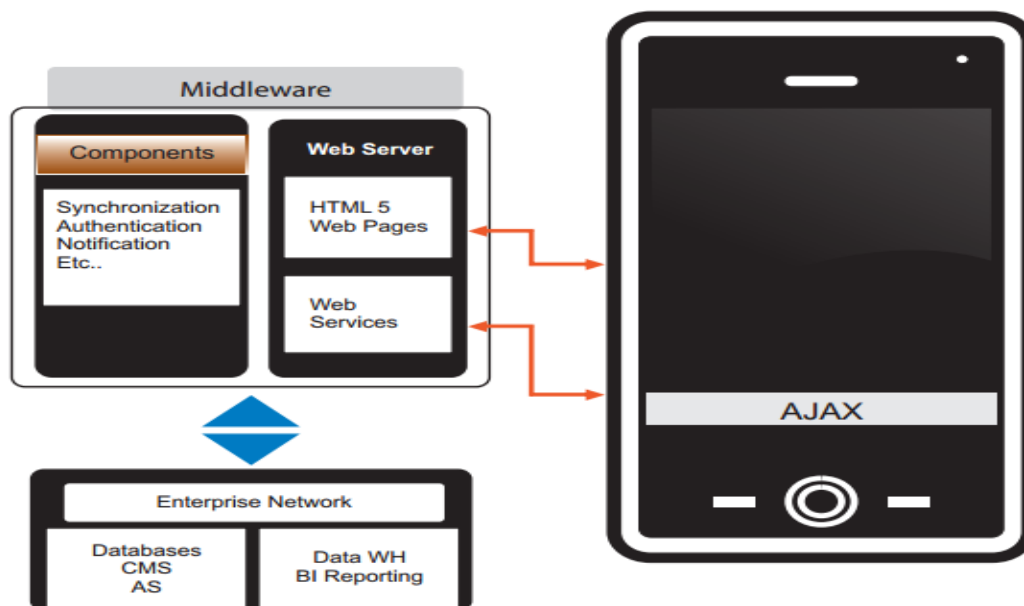 Middleware
Components
Synchronization
Authentication
Notification
Etc..
Web Server
HTML 5
Web Pages
Web
Services
AJAX
Enterprise Network
Databases
CMS
AS
Data WH
BI Reporting